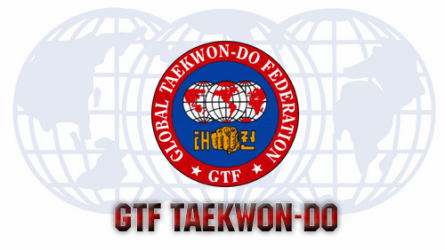 GLOBAL TAEKWON-DO FEDERATION
태권
GTF
GTF TAEKWON-DO